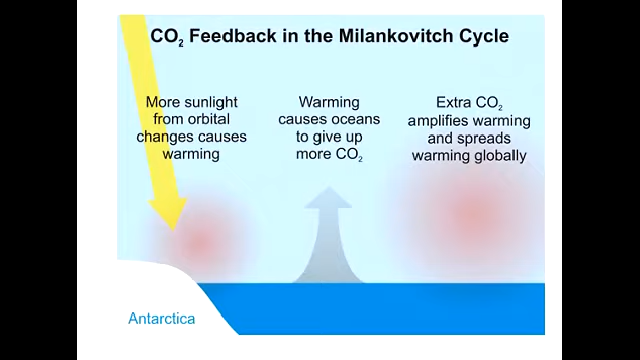 CO₂ Feedback in the Milankovitch Cycle
More sunlight
from orbital
changes causes
warming
Warming
causes oceans
to give up
more CO₂
Extra CO₂
amplifies warming
and spreads
warming globally
Antarctica